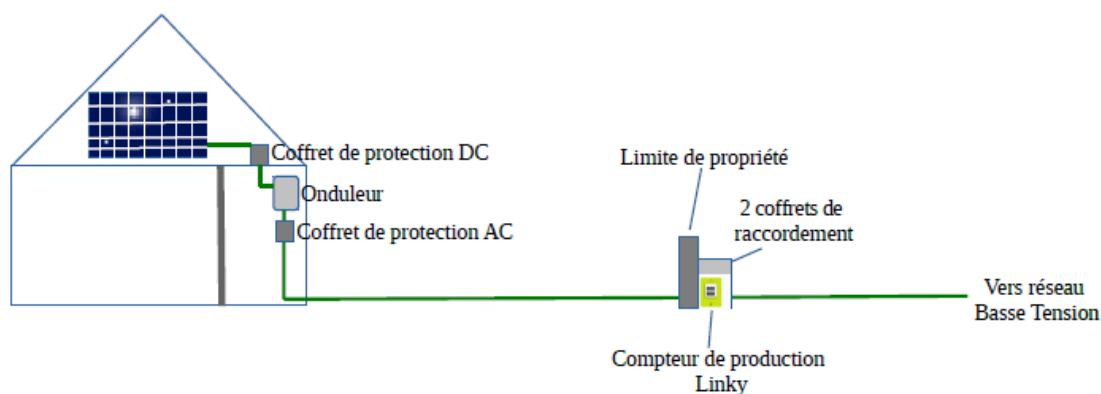 Coffret de protection DC
Onduleur
Coffret de protection AC
Limite de propriété
2 coffrets de
raccordement
Vers réseau
Basse Tension
Compteur de production
Linky